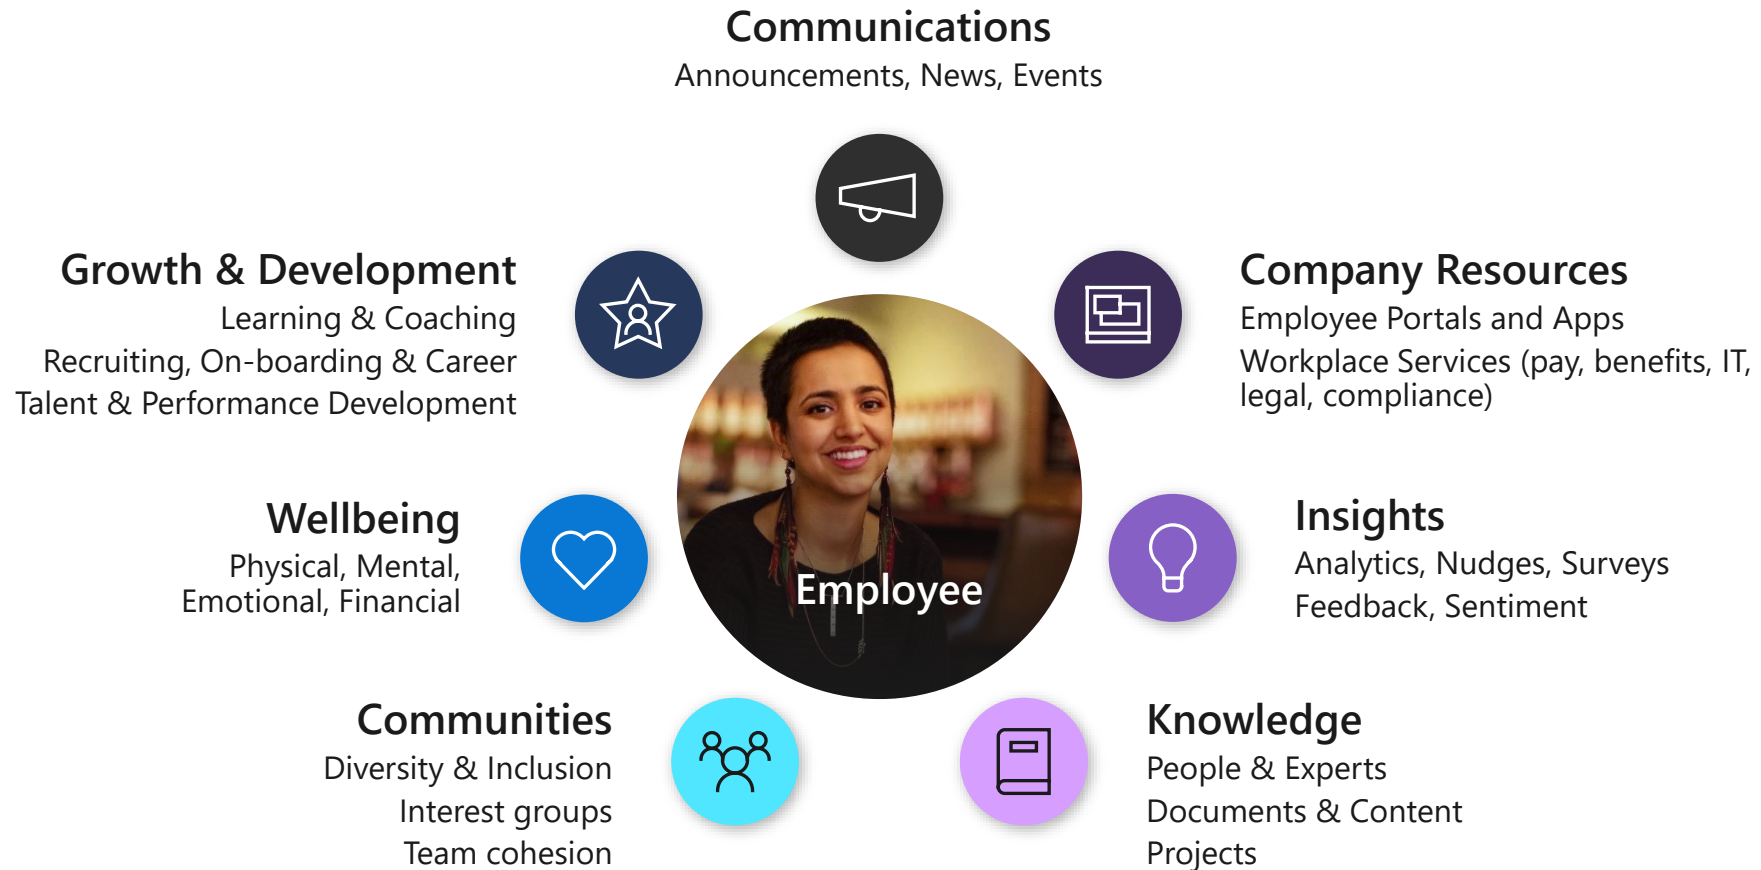 Communications
Announcements, News, Events
Growth & Development
Learning & Coaching
Recruiting, On-boarding & Career
Talent & Performance Development
Company Resources
Employee Portals and Apps
Workplace Services (pay, benefits, IT,
legal, compliance)
Wellbeing
Physical, Mental,
Emotional, Financial
Employee
Insights
Analytics, Nudges, Surveys
Feedback, Sentiment
Communities
Diversity & Inclusion
Interest groups
Team cohesion
Knowledge
People & Experts
Documents & Content
Projects